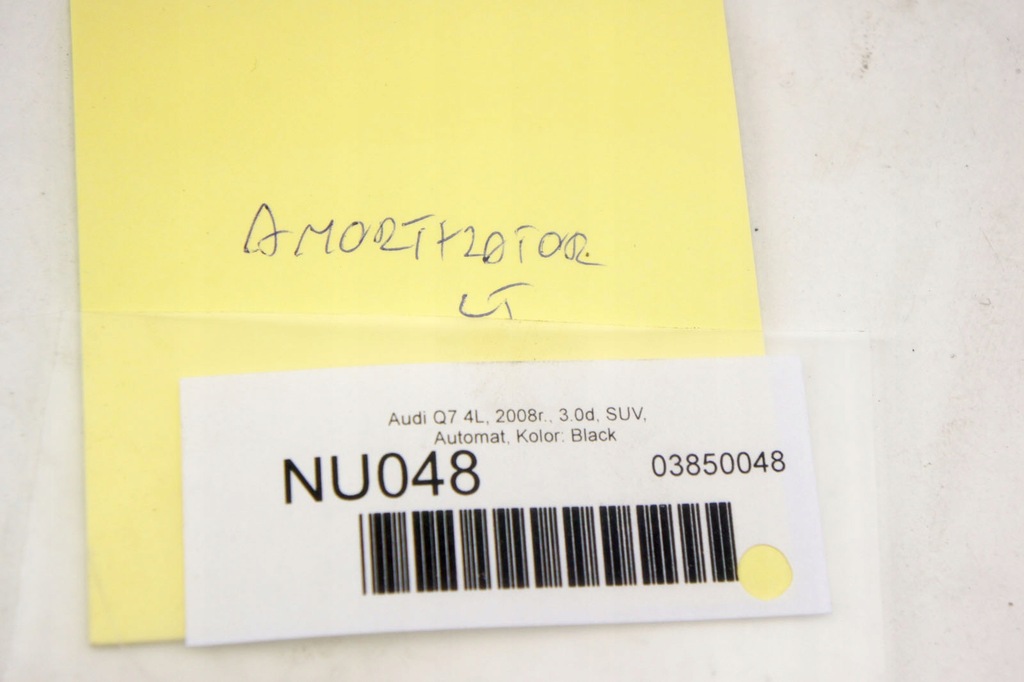 AMORTYZATOR
LT
Audi Q7 4L, 2008r., 3.0d, SUV,
Automat, Kolor: Black
NU048
03850048